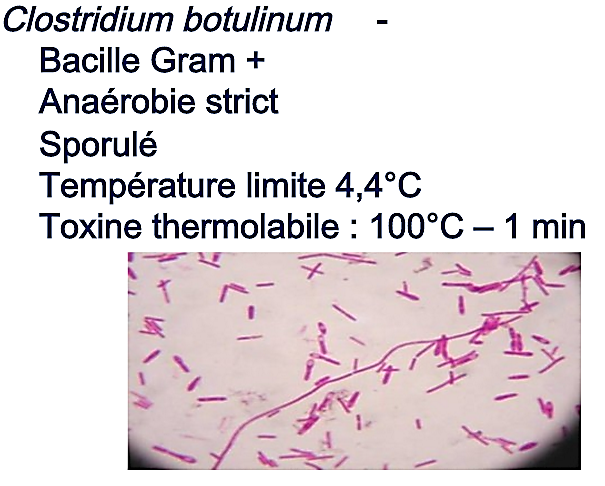 Clostridium botulinum -
Bacille Gram +
Anaérobie strict
Sporulé
Température limite 4,4°C
Toxine thermolabile : 100°C – 1 min